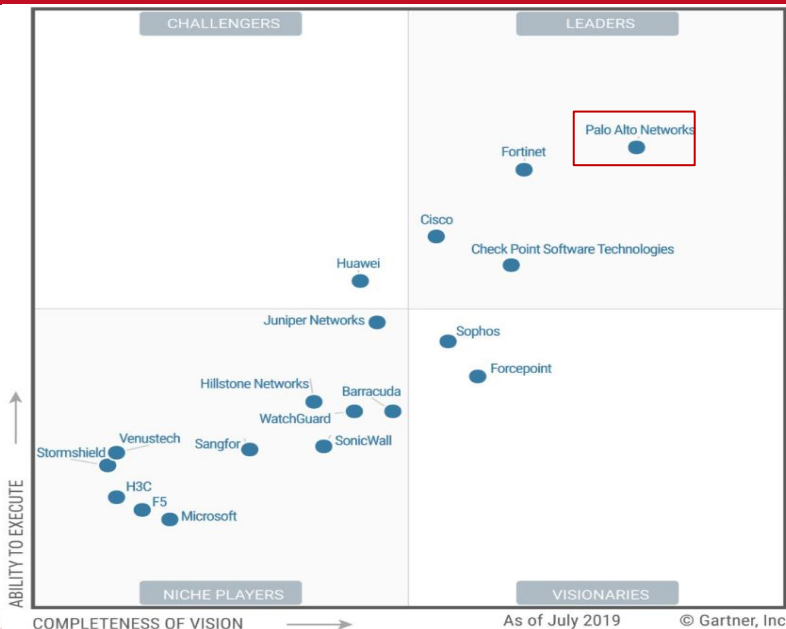 CHALLENGERS
LEADERS
Palo Alto Networks
Fortinet
Cisco
Check Point Software Technologies
Huawei
Juniper Networks
Sophos
Forcepoint
Hillstone Networks
Barracuda
WatchGuard
SonicWall
Sangfor
Venustech
Stormshield
H3C
F5
Microsoft
ABILITY TO EXECUTE
NICHE PLAYERS
VISIONARIES
COMPLETENESS OF VISION
As of July 2019
© Gartner, Inc